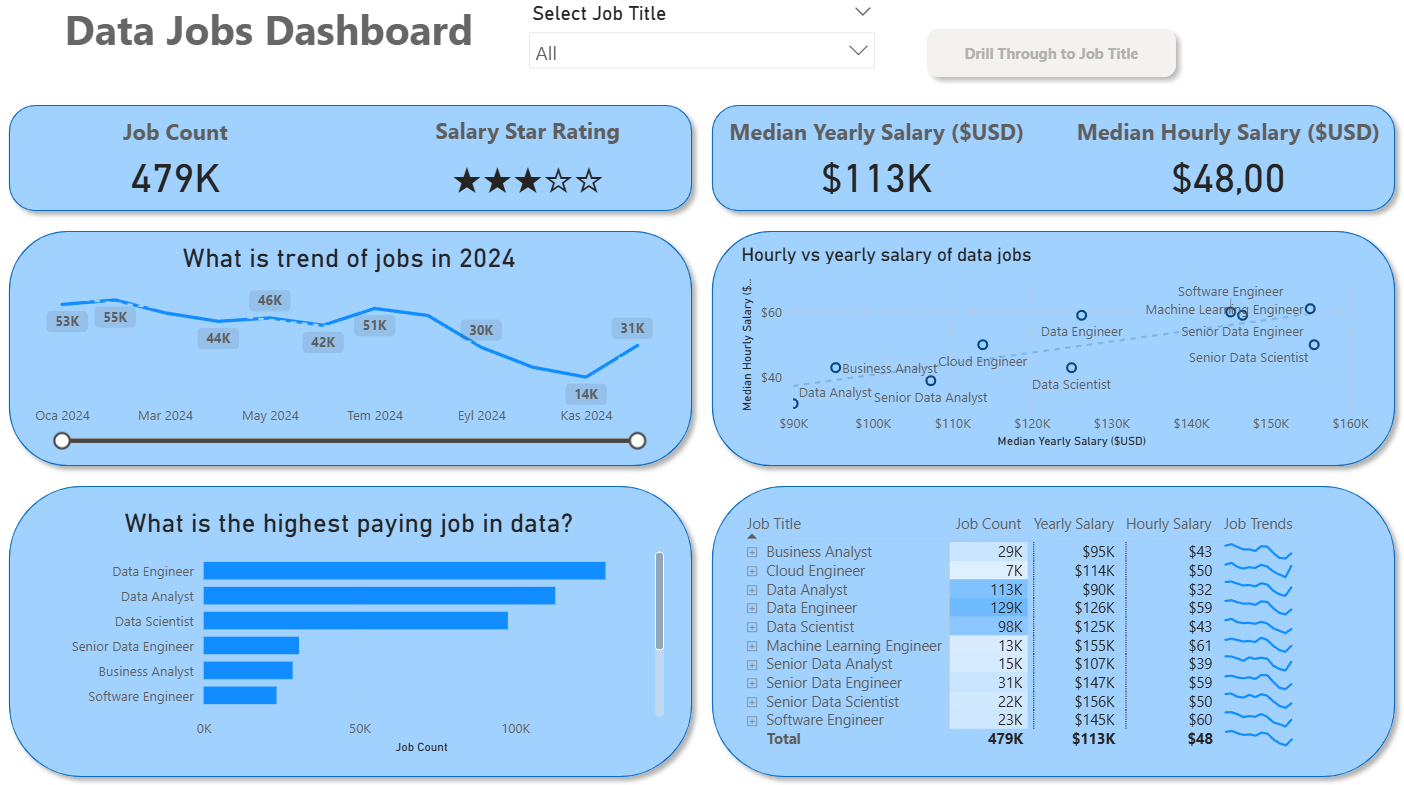 Data Jobs Dashboard
Select Job Title
All
Drill Through to Job Title
Job Count
479K
Salary Star Rating
★★★☆☆
Median Yearly Salary ($USD)
$113K
Median Hourly Salary ($USD)
$48,00
What is trend of jobs in 2024
53K
55K
44K
46K
42K
51K
30K
14K
31K
Oca 2024 Mar 2024 May 2024 Tem 2024 Eyl 2024 Kas 2024
Hourly vs yearly salary of data jobs
Median Hourly Salary ($...
$60
$40
Software Engineer
Machine Learning Engineer
Data Engineer
Senior Data Engineer
Senior Data Scientist
Cloud Engineer
Business Analyst
Data Scientist
Data Analyst
Senior Data Analyst
$90K $100K $110K $120K $130K $140K $150K $160K
Median Yearly Salary ($USD)
What is the highest paying job in data?
Data Engineer
Data Analyst
Data Scientist
Senior Data Engineer
Business Analyst
Software Engineer
0K 50K 100K
Job Count
Job Title Job Count Yearly Salary Hourly Salary Job Trends
Business Analyst 29K $95K $43
Cloud Engineer 7K $114K $50
Data Analyst 113K $90K $32
Data Engineer 129K $126K $59
Data Scientist 98K $125K $43
Machine Learning Engineer 13K $155K $61
Senior Data Analyst 15K $107K $39
Senior Data Engineer 31K $147K $59
Senior Data Scientist 22K $156K $50
Software Engineer 23K $145K $60
Total 479K $113K $48